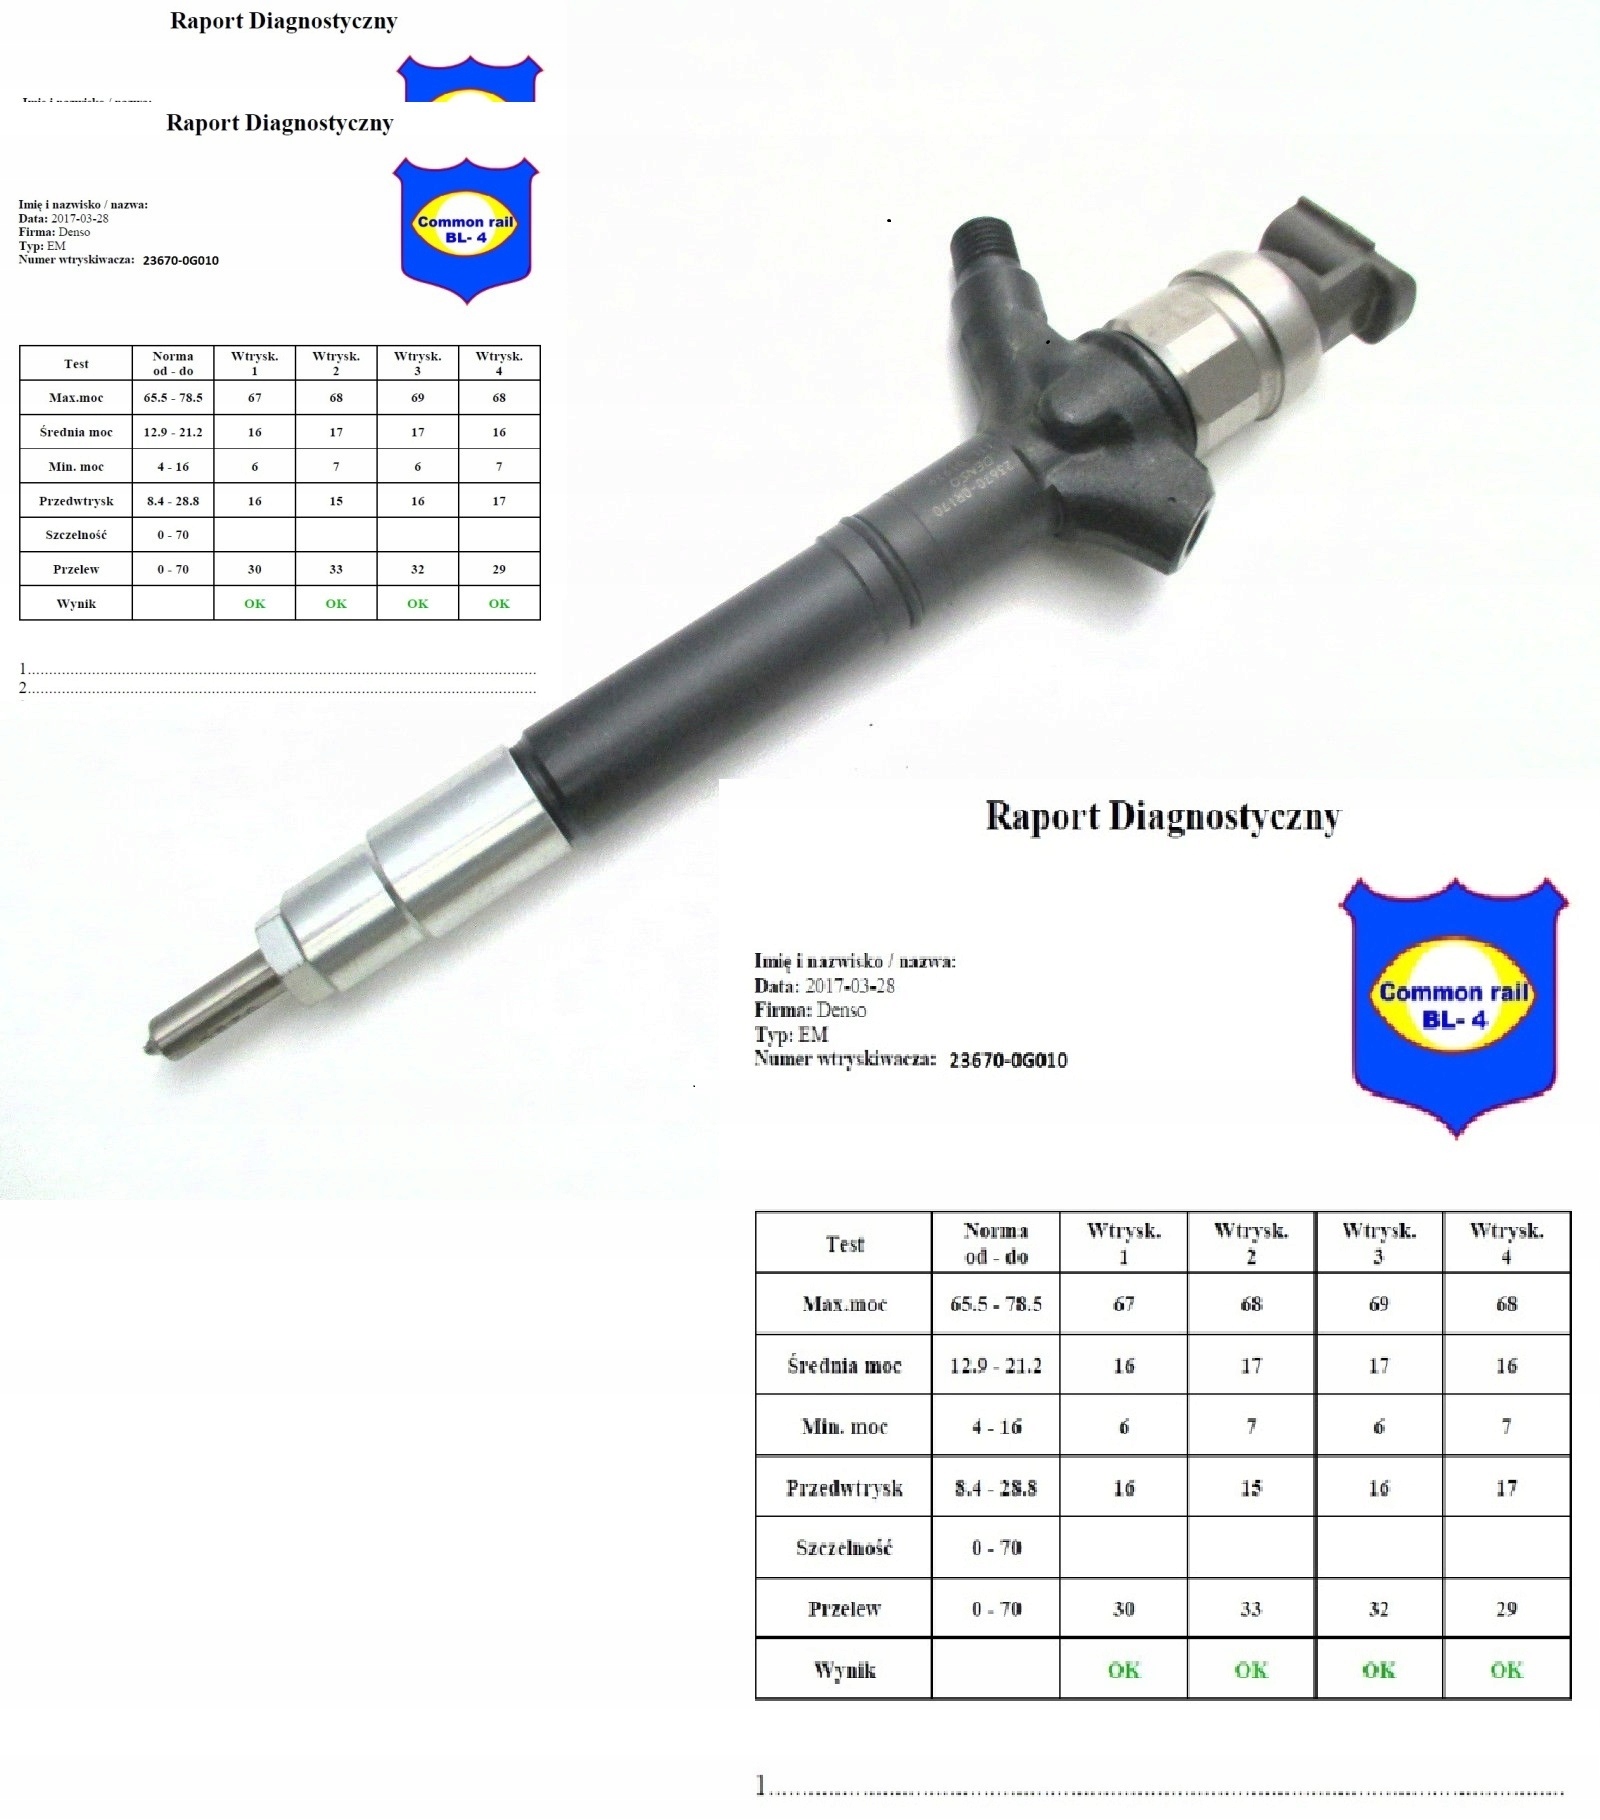 Raport Diagnostyczny
Imię i nazwisko / nazwa:
Raport Diagnostyczny
Common rail
BL- 4
Imię i nazwisko / nazwa:
Data: 2017-03-28
Firma: Denso
Typ: EM
Numer wtryskiwacza: 23670-0G010
Test Norma od - do Wtrysk. 1 Wtrysk. 2 Wtrysk. 3 Wtrysk. 4
Max.moc 65.5 - 78.5 67 68 69 68
Średnia moc 12.9 - 21.2 16 17 17 16
Min. moc 4 - 16 6 7 6 7
Przedwtrysk 8.4 - 28.8 16 15 16 17
Szczelność 0 - 70
Przelew 0 - 70 30 33 32 29
Wynik OK OK OK OK
1
2
23670-0R170
DENSO
Raport Diagnostyczny
Common rail
BL- 4
Imię i nazwisko / nazwa:
Data: 2017-03-28
Firma: Denso
Typ: EM
Numer wtryskiwacza: 23670-0G010
Test Norma od - do Wtrysk. 1 Wtrysk. 2 Wtrysk. 3 Wtrysk. 4
Max.moc 65.5 - 78.5 67 68 69 68
Średnia moc 12.9 - 21.2 16 17 17 16
Min. moc 4 - 16 6 7 6 7
Przedwtrysk 8.4 - 28.8 16 15 16 17
Szczelność 0 - 70
Przelew 0 - 70 30 33 32 29
Wynik OK OK OK OK
1